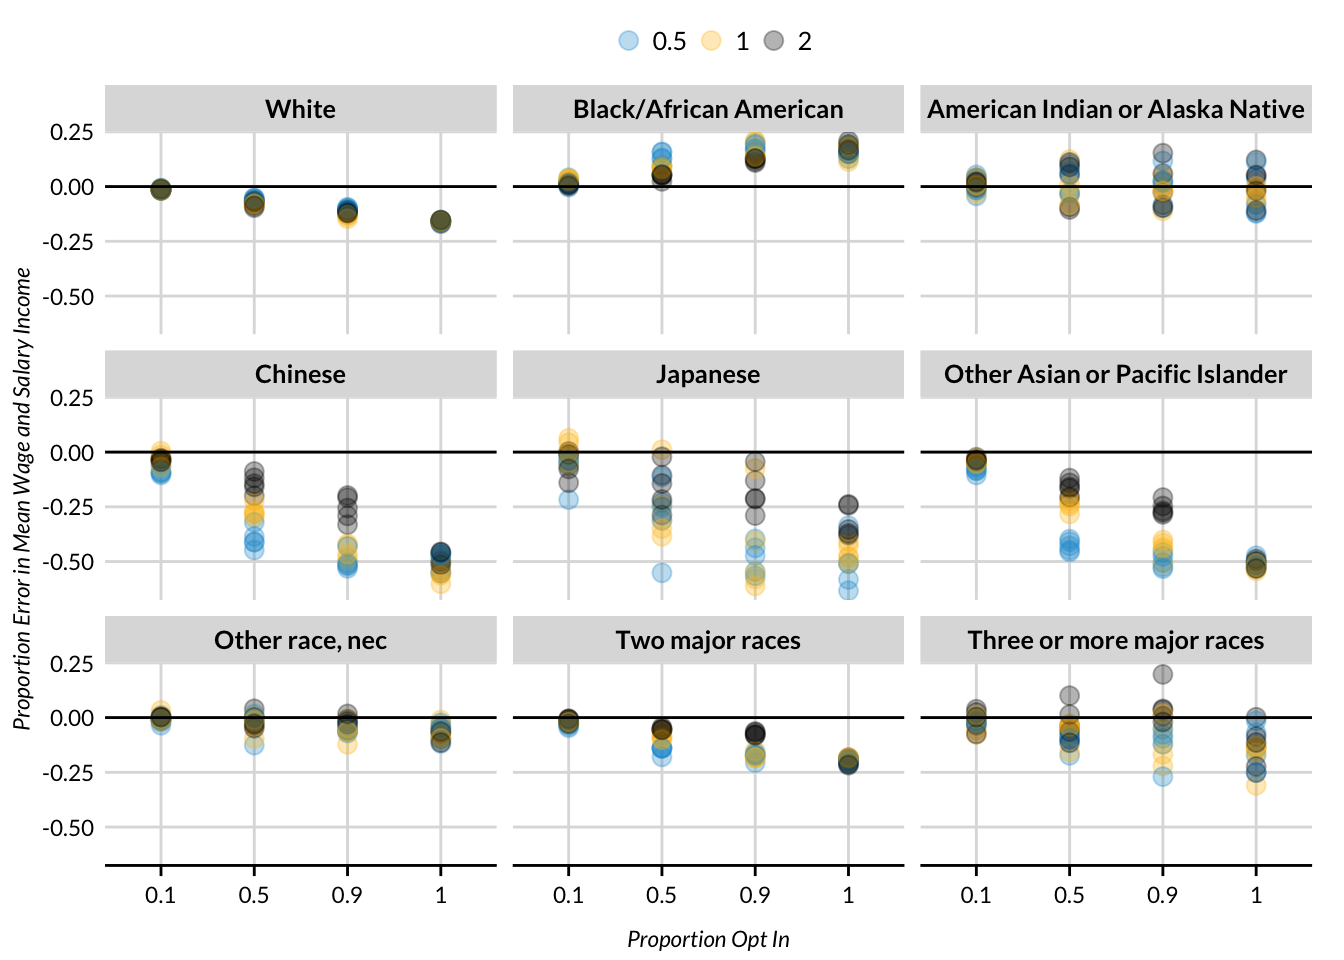 0.5 1 2
White Black/African American American Indian or Alaska Native
0.25
0.00
-0.25
-0.50
Chinese Japanese Other Asian or Pacific Islander
0.25
0.00
-0.25
-0.50
Other race, nec Two major races Three or more major races
0.25
0.00
-0.25
-0.50
0.1 0.5 0.9 1 0.1 0.5 0.9 1 0.1 0.5 0.9 1
Proportion Opt In
Proportion Error in Mean Wage and Salary Income